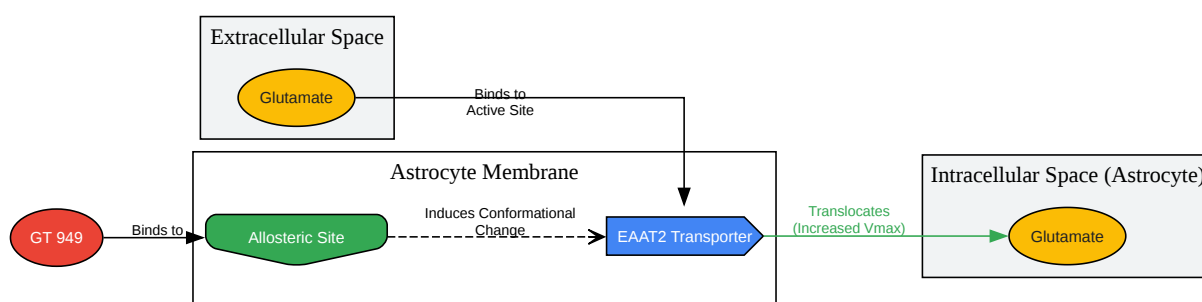 Extracellular Space
Glutamate
Binds to
Active Site
Astrocyte Membrane
Intracellular Space (Astrocyte)
GT 949
Binds to
Allosteric Site
Induces Conformational
Change
EAAT2 Transporter
Translocates
(Increased Vmax)
Glutamate